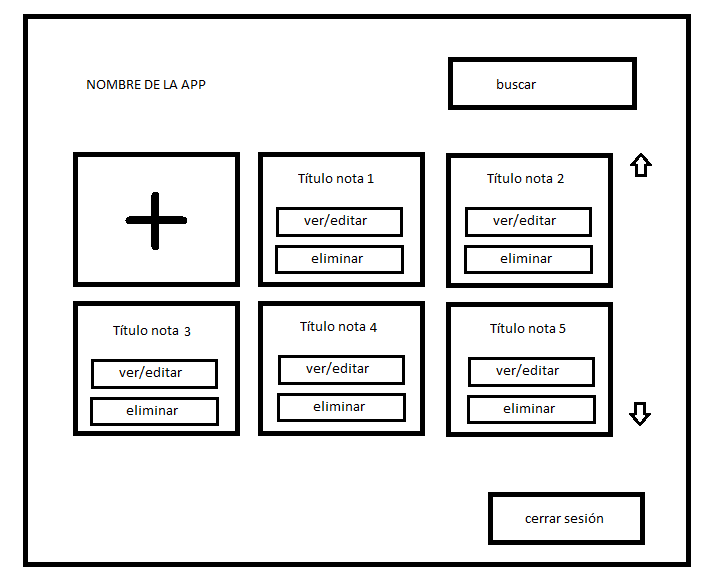 NOMBRE DE LA APP
buscar
Título nota 1
ver/editar
eliminar
Título nota 2
ver/editar
eliminar
Título nota 3
ver/editar
eliminar
Título nota 4
ver/editar
eliminar
Título nota 5
ver/editar
eliminar
cerrar sesión